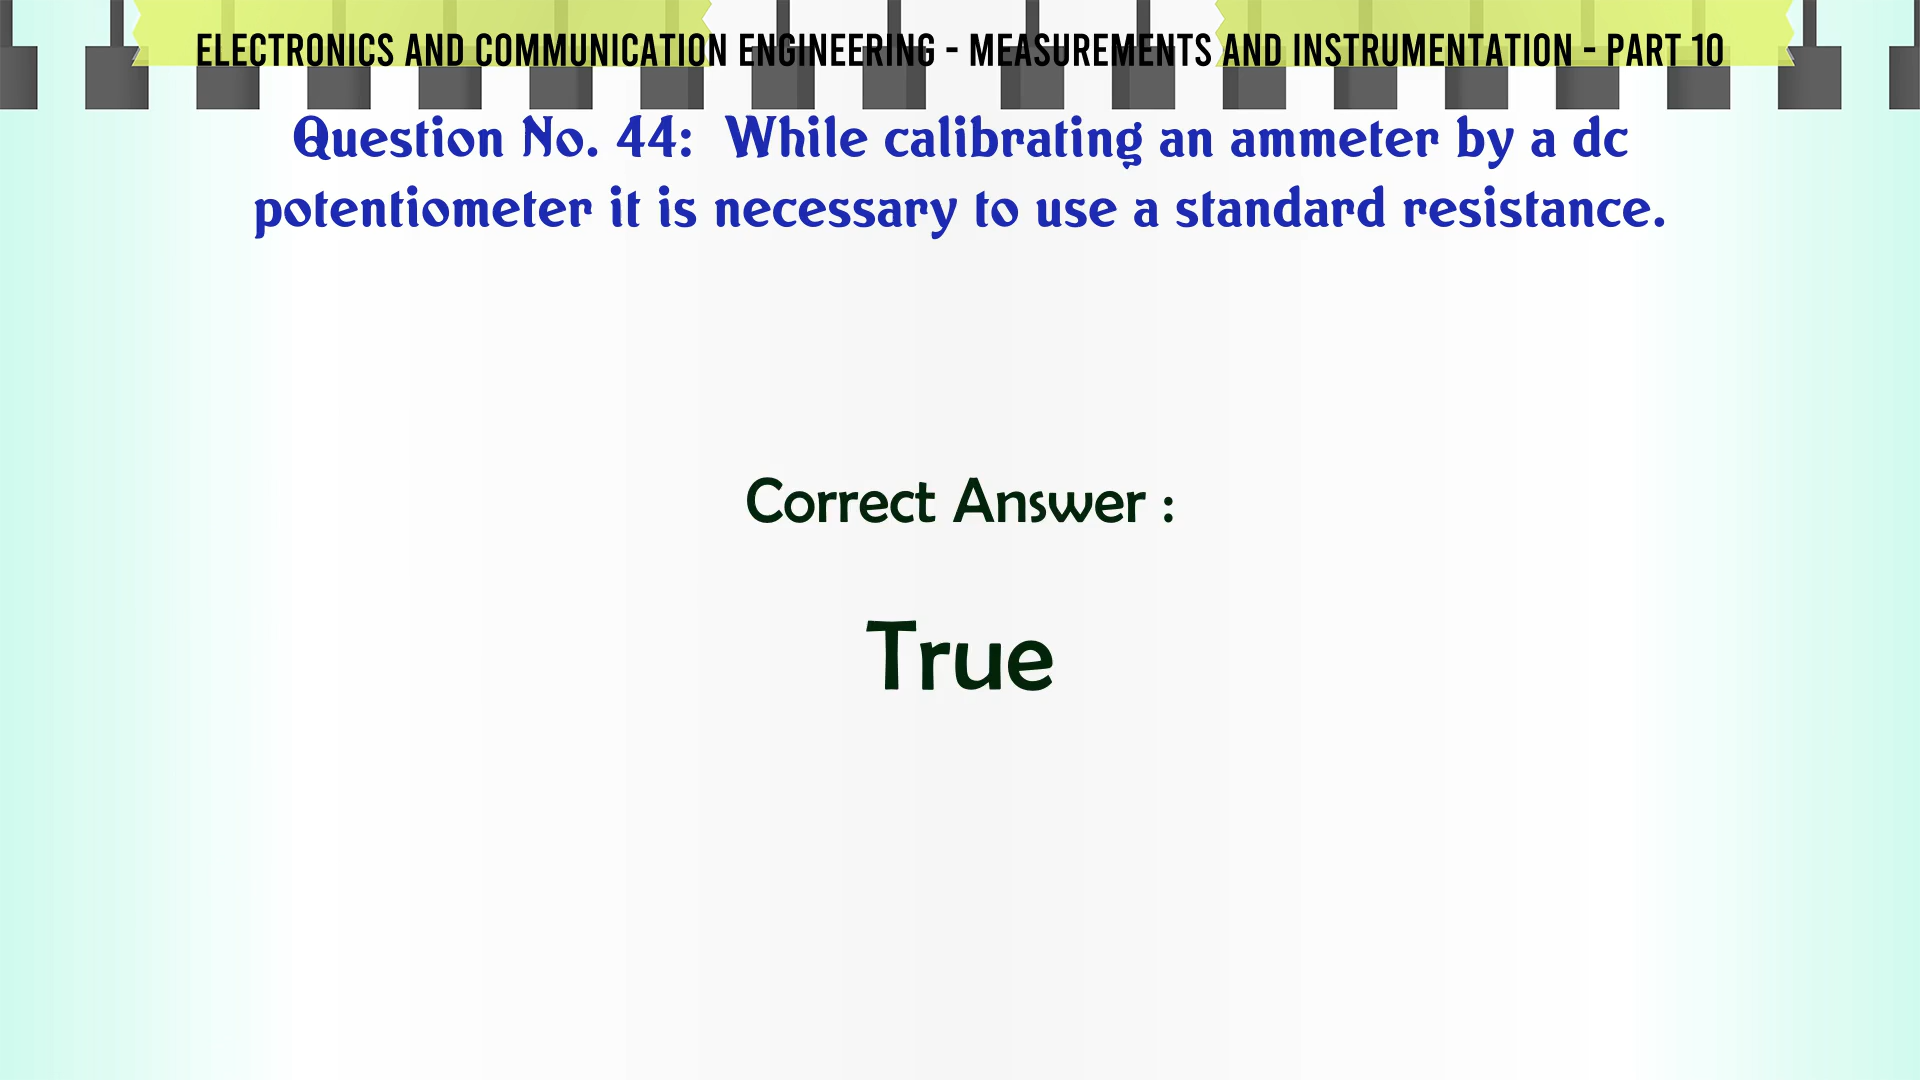 ELECTRONICS AND COMMUNICATION ENGINEERING - MEASUREMENTS AND INSTRUMENTATION - PART 10
Question No. 44: While calibrating an ammeter by a dc
potentiometer it is necessary to use a standard resistance.
Correct Answer :
True